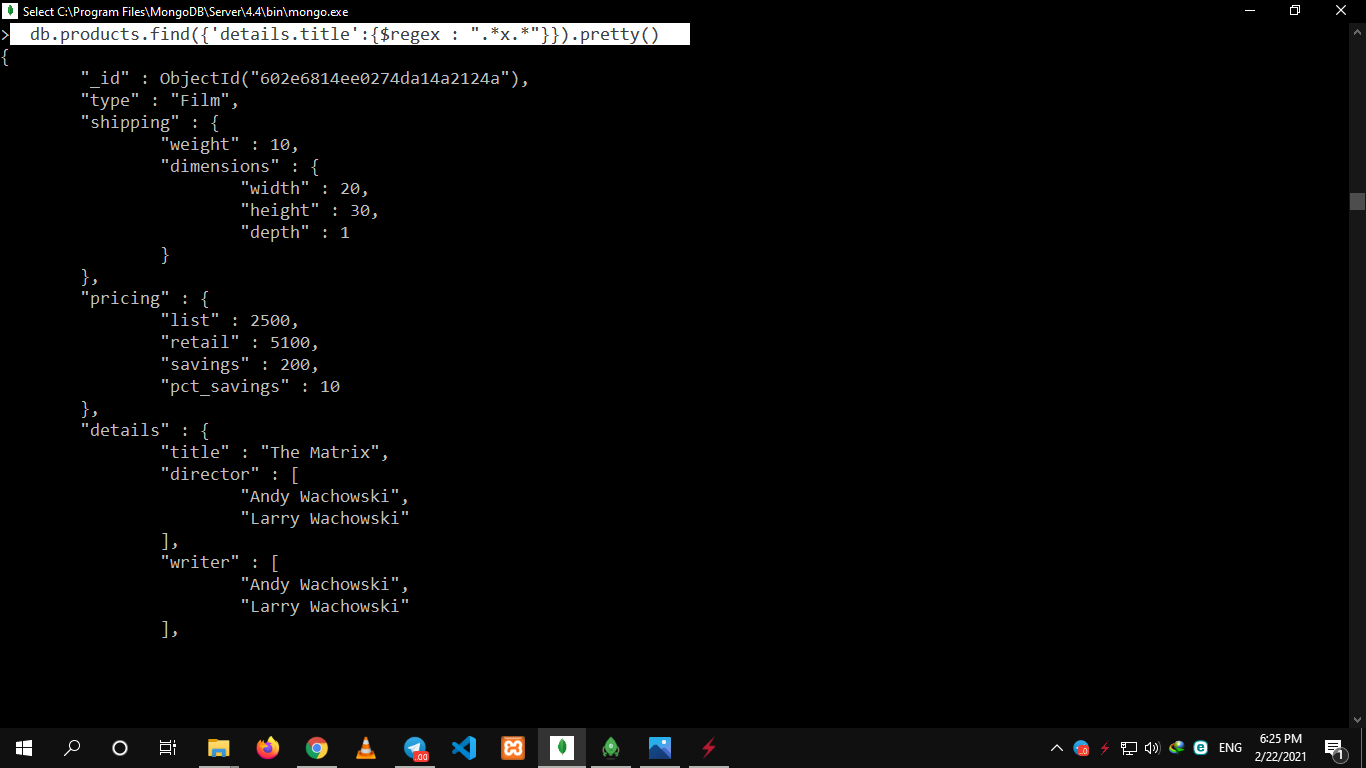 Select C:\Program Files\MongoDB\Server\4.4\bin\mongo.exe
>  db.products.find({'details.title':{$regex : ".*x.*"}}).pretty()
{
        "_id" : ObjectId("602e6814ee0274da14a2124a"),
        "type" : "Film",
        "shipping" : {
                "weight" : 10,
                "dimensions" : {
                        "width" : 20,
                        "height" : 30,
                        "depth" : 1
                }
        },
        "pricing" : {
                "list" : 2500,
                "retail" : 5100,
                "savings" : 200,
                "pct_savings" : 10
        },
        "details" : {
                "title" : "The Matrix",
                "director" : [
                        "Andy Wachowski",
                        "Larry Wachowski"
                ],
                "writer" : [
                        "Andy Wachowski",
                        "Larry Wachowski"
                ],
ENG
6:25 PM
2/22/2021
1